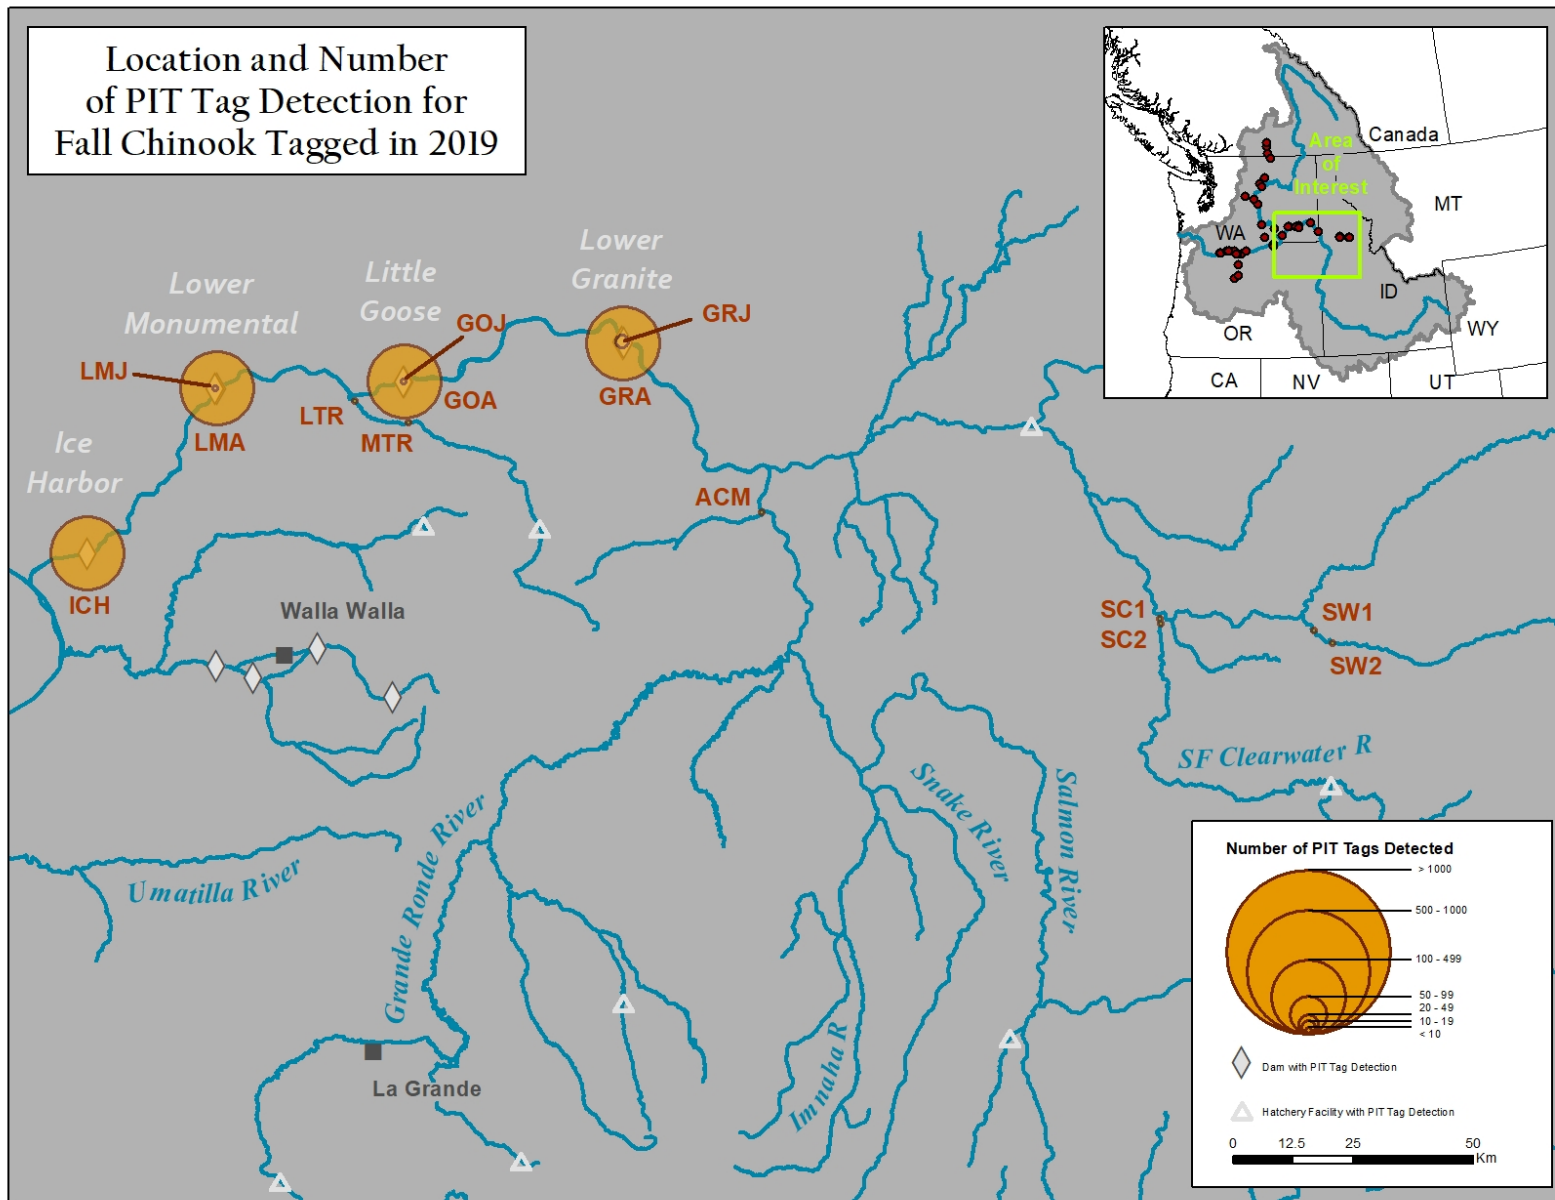 Location and Number
of PIT Tag Detection for
Fall Chinook Tagged in 2019
Canada
Area
of
Interest
MT
WA
ID
OR
WY
CA
NV
UT
Lower
Granite
Little
Goose
Lower
Monumental
GOJ
GRJ
LMJ
GOA
GRA
LTR
LMA
MTR
Ice
Harbor
ACM
ICH
Walla Walla
SC1
SC2
SW1
SW2
SF Clearwater R
Snake River
Salmon River
Grande Ronde River
Umatilla River
Imnaha R
La Grande
Number of PIT Tags Detected
> 1000
500 - 1000
100 - 499
50 - 99
20 - 49
10 - 19
< 10
Dam with PIT Tag Detection
Hatchery Facility with PIT Tag Detection
0 12.5 25 50
Km